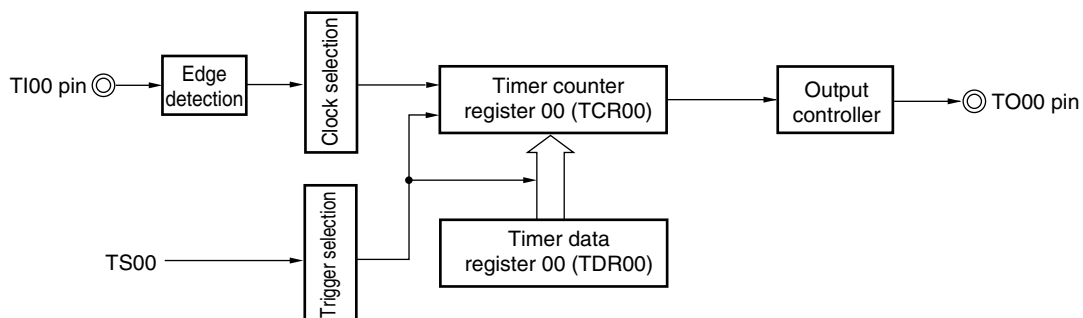 TI00 pin
Edge
detection
Clock selection
Timer counter
register 00 (TCR00)
Output
controller
TO00 pin
TS00
Trigger selection
Timer data
register 00 (TDR00)